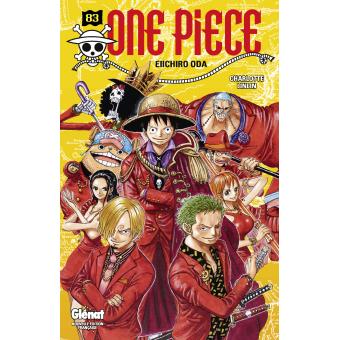 83
ONE PIECE
EIICHIRO ODA
CHARLOTTE
LINLIN
Glénat
NOUVELLE ÉDITION
FRANÇAISE